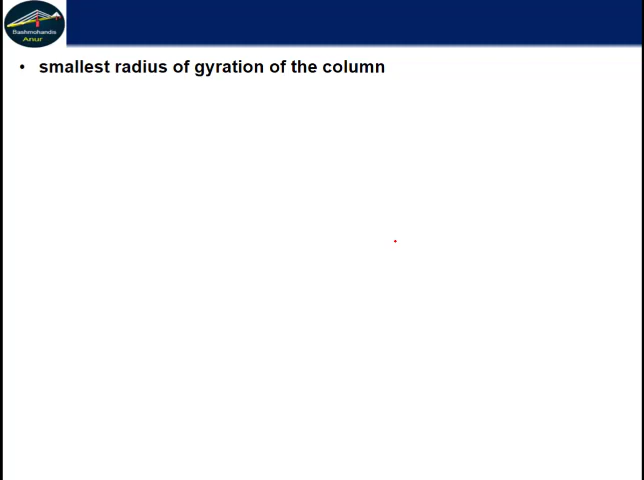 Bashmohandis
Anur
• smallest radius of gyration of the column